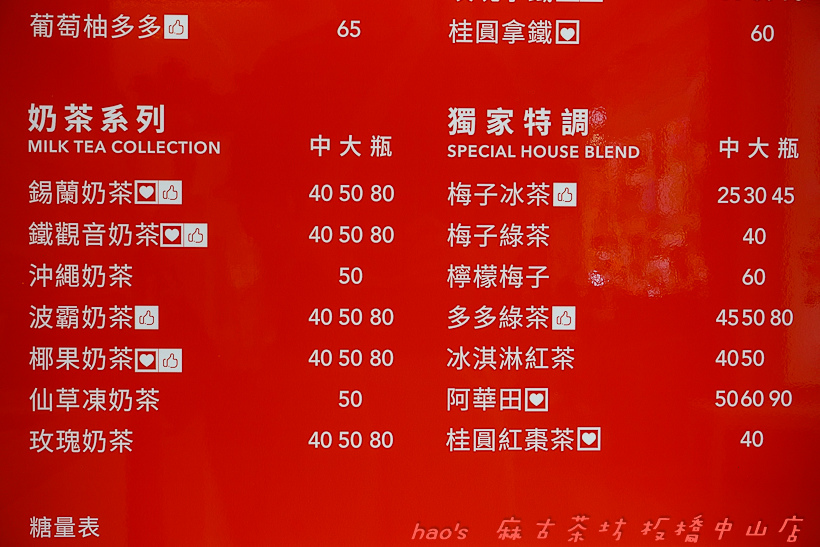 葡萄柚多多 65
奶茶系列
MILK TEA COLLECTION 中 大 瓶
錫蘭奶茶 40 50 80
鐵觀音奶茶 40 50 80
沖繩奶茶 50
波霸奶茶 40 50 80
椰果奶茶 40 50 80
仙草凍奶茶 50
玫瑰奶茶 40 50 80
糖量表
桂圓拿鐵 60
獨家特調
SPECIAL HOUSE BLEND 中 大 瓶
梅子冰茶 25 30 45
梅子綠茶 40
檸檬梅子 60
多多綠茶 45 50 80
冰淇淋紅茶 40 50
阿華田 50 60 90
桂圓紅棗茶 40
hao's 麻古茶坊 板橋中山店